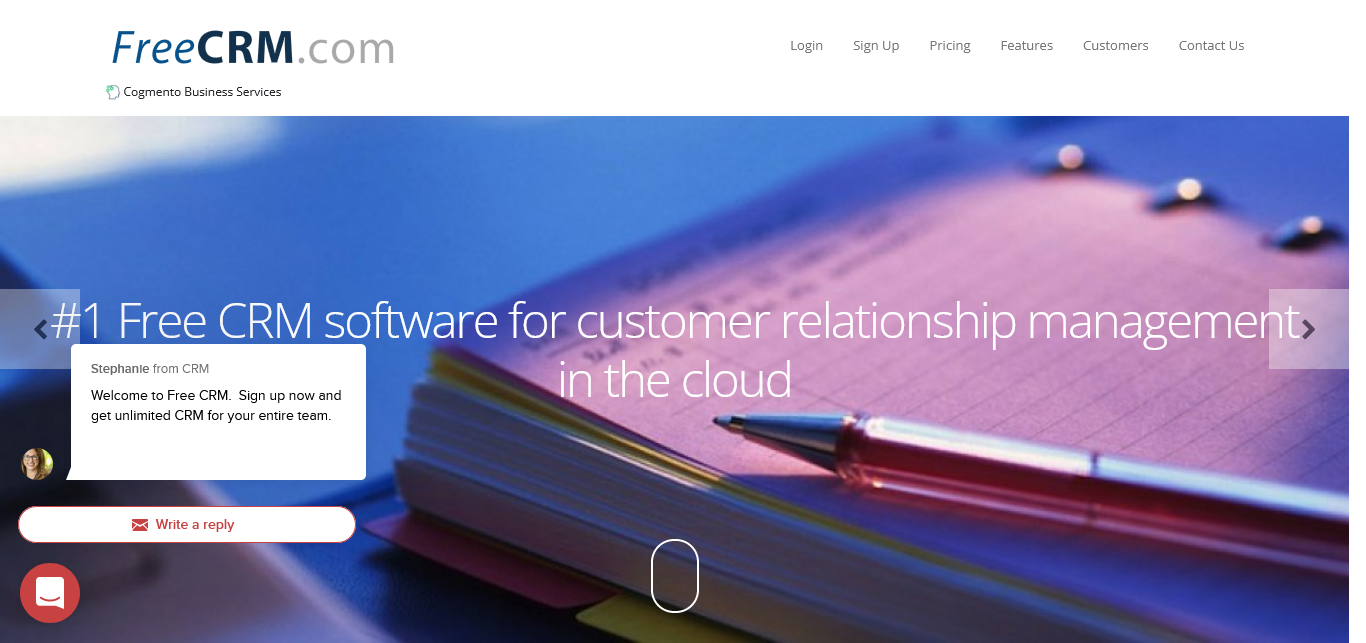 FreeCRM.com
Login Sign Up Pricing Features Customers Contact Us
Cogmento Business Services
#1 Free CRM software for customer relationship management
in the cloud
Stephanie from CRM
Welcome to Free CRM.  Sign up now and
get unlimited CRM for your entire team.
Write a reply